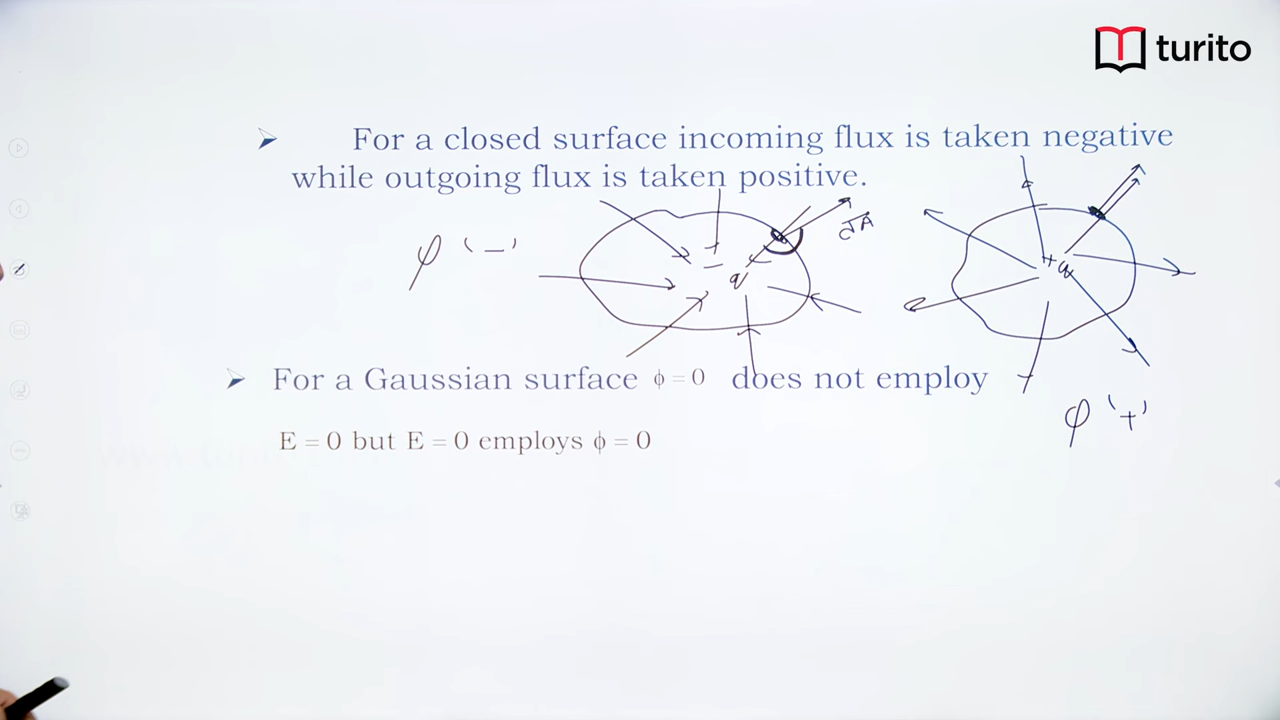 turito
For a closed surface incoming flux is taken negative
while outgoing flux is taken positive.
φ '−'
dA
− q
+q
For a Gaussian surface ϕ = 0 does not employ
φ '+'
E = 0 but E = 0 employs ϕ = 0